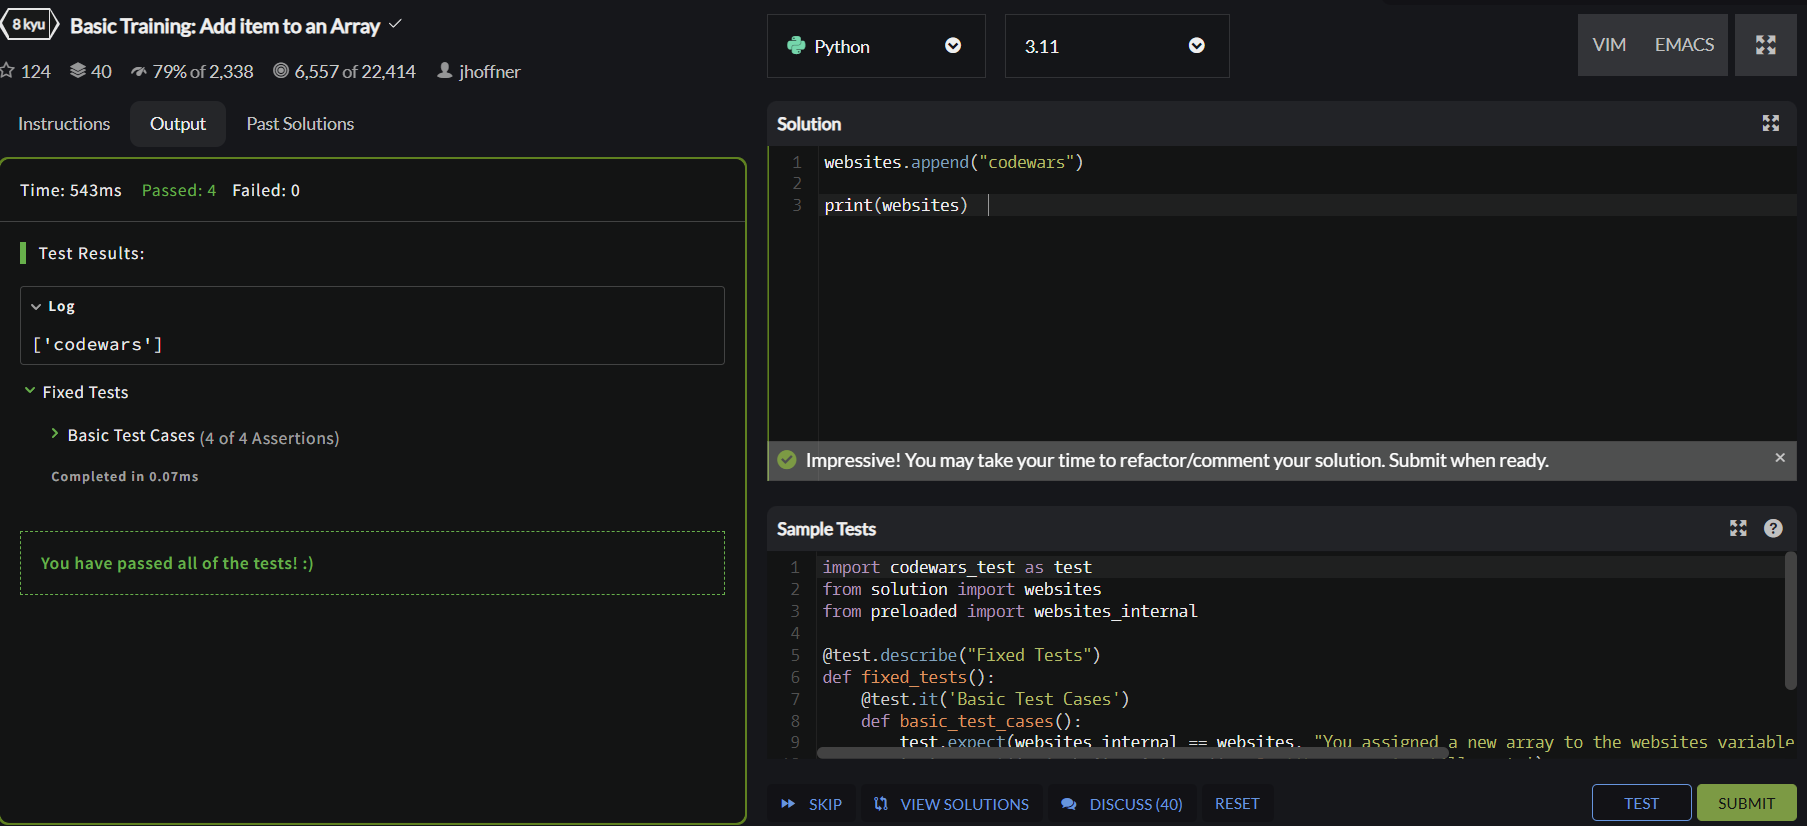 8 kyu Basic Training: Add item to an Array
124 40 79% of 2,338 6,557 of 22,414 jhoffner
Instructions Output Past Solutions
Time: 543ms Passed: 4 Failed: 0
Test Results:
Log
['codewars']
Fixed Tests
Basic Test Cases (4 of 4 Assertions)
Completed in 0.07ms
You have passed all of the tests! :)
Python 3.11 VIM EMACS
Solution
1 websites.append("codewars")
2
3 print(websites)
Impressive! You may take your time to refactor/comment your solution. Submit when ready. ×
Sample Tests ?
1 import codewars_test as test
2 from solution import websites
3 from preloaded import websites_internal
4
5 @test.describe("Fixed Tests")
6 def fixed_tests():
7 @test.it('Basic Test Cases')
8 def basic_test_cases():
9 test.expect(websites_internal == websites, "You assigned a new array to the websites variable
SKIP VIEW SOLUTIONS DISCUSS (40) RESET TEST SUBMIT